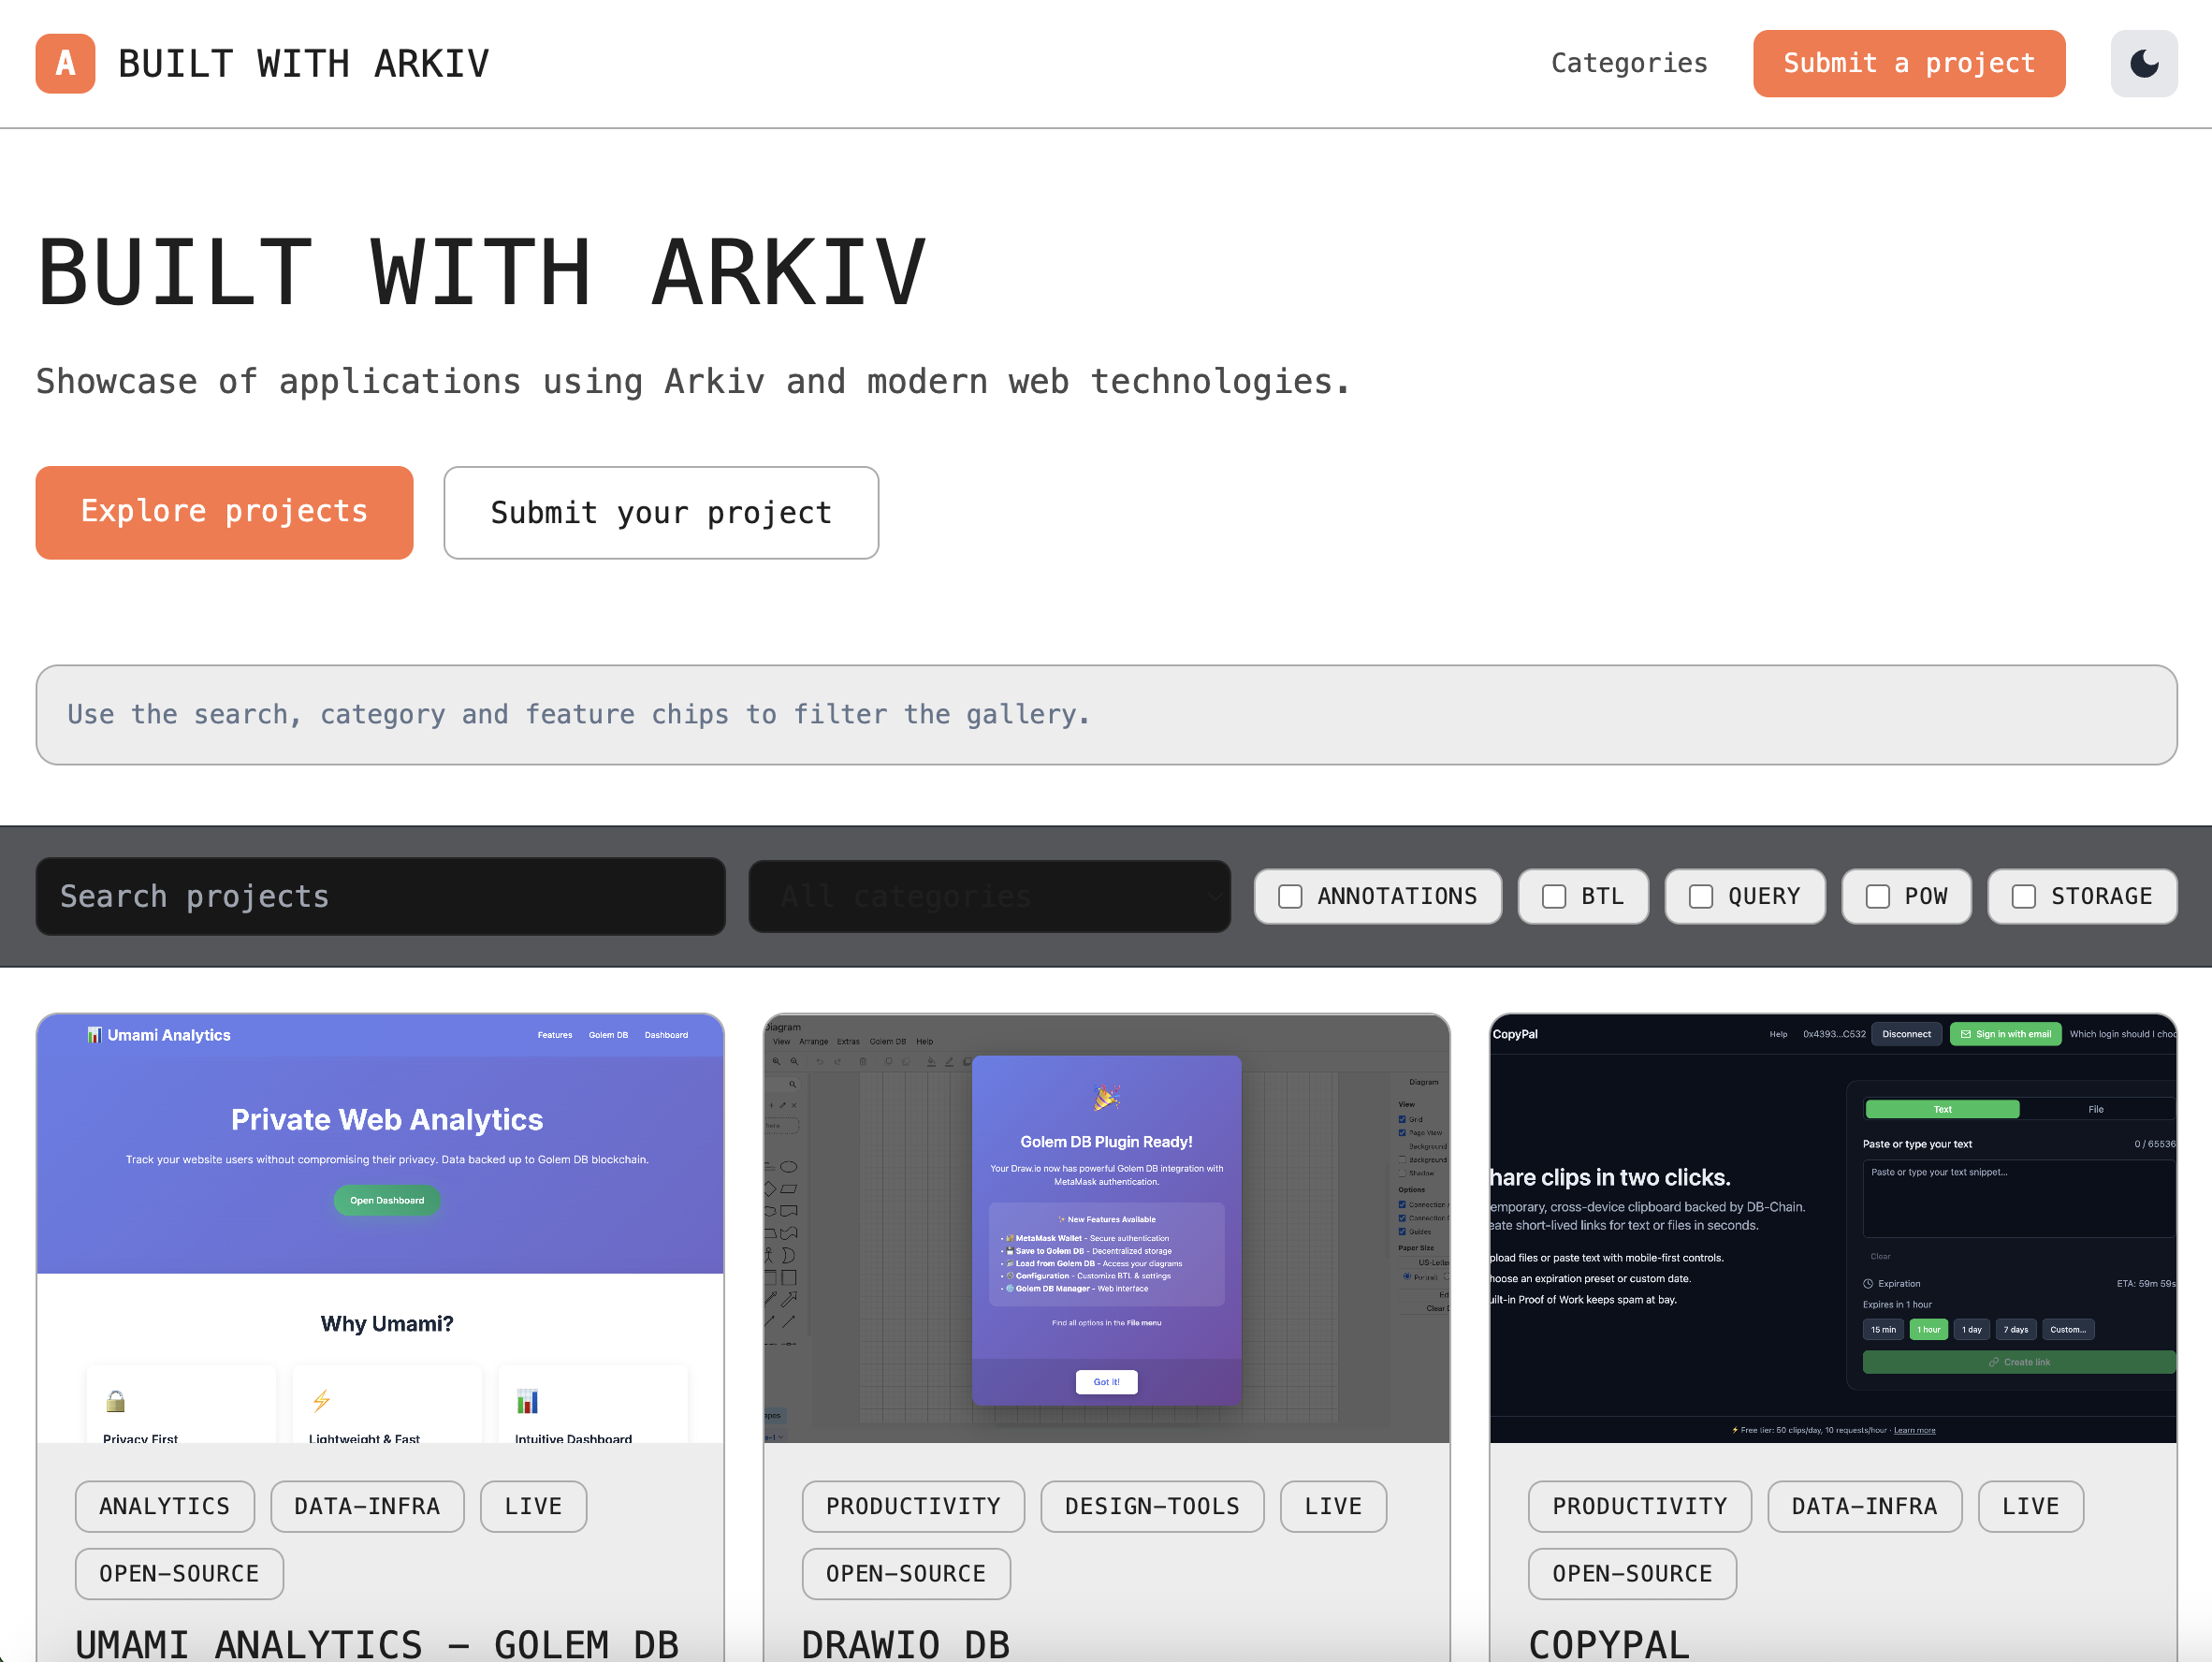 A BUILT WITH ARKIV
Categories
Submit a project
BUILT WITH ARKIV
Showcase of applications using Arkiv and modern web technologies.
Explore projects
Submit your project
Use the search, category and feature chips to filter the gallery.
Search projects
All categories
ANNOTATIONS
BTL
QUERY
POW
STORAGE
Umami Analytics
Features Golem DB Dashboard
Private Web Analytics
Track your website users without compromising their privacy. Data backed up to Golem DB blockchain.
Open Dashboard
Why Umami?
Privacy First
Lightweight & Fast
Intuitive Dashboard
ANALYTICS
DATA-INFRA
LIVE
OPEN-SOURCE
UMAMI ANALYTICS – GOLEM DB
Diagram
View Arrange Extras Golem DB Help
Golem DB Plugin Ready!
Your Draw.io now has powerful Golem DB integration with
MetaMask authentication.
New Features Available
• MetaMask Wallet - Secure authentication
• Save to Golem DB - Decentralized storage
• Load from Golem DB - Access your diagrams
• Configuration - Customize BTL & settings
• Golem DB Manager - Web interface
Find all options in the File menu
Got it!
Diagram
View
Grid
Page View
Background
Background
Shadow
Options
Connection
Connection
Guides
Paper Size
PRODUCTIVITY
DESIGN-TOOLS
LIVE
OPEN-SOURCE
DRAWIO DB
CopyPal
Help 0x4393...C532 Disconnect Sign in with email Which login should I choo
hare clips in two clicks.
emporary, cross-device clipboard backed by DB-Chain.
eate short-lived links for text or files in seconds.
pload files or paste text with mobile-first controls.
hoose an expiration preset or custom date.
uilt-in Proof of Work keeps spam at bay.
Text File
Paste or type your text 0 / 65536
Paste or type your text snippet...
Clear
Expiration ETA: 59m 59s
Expires in 1 hour
15 min 1 hour 1 day 7 days Custom...
Create link
Free tier: 50 clips/day, 10 requests/hour · Learn more
PRODUCTIVITY
DATA-INFRA
LIVE
OPEN-SOURCE
COPYPAL